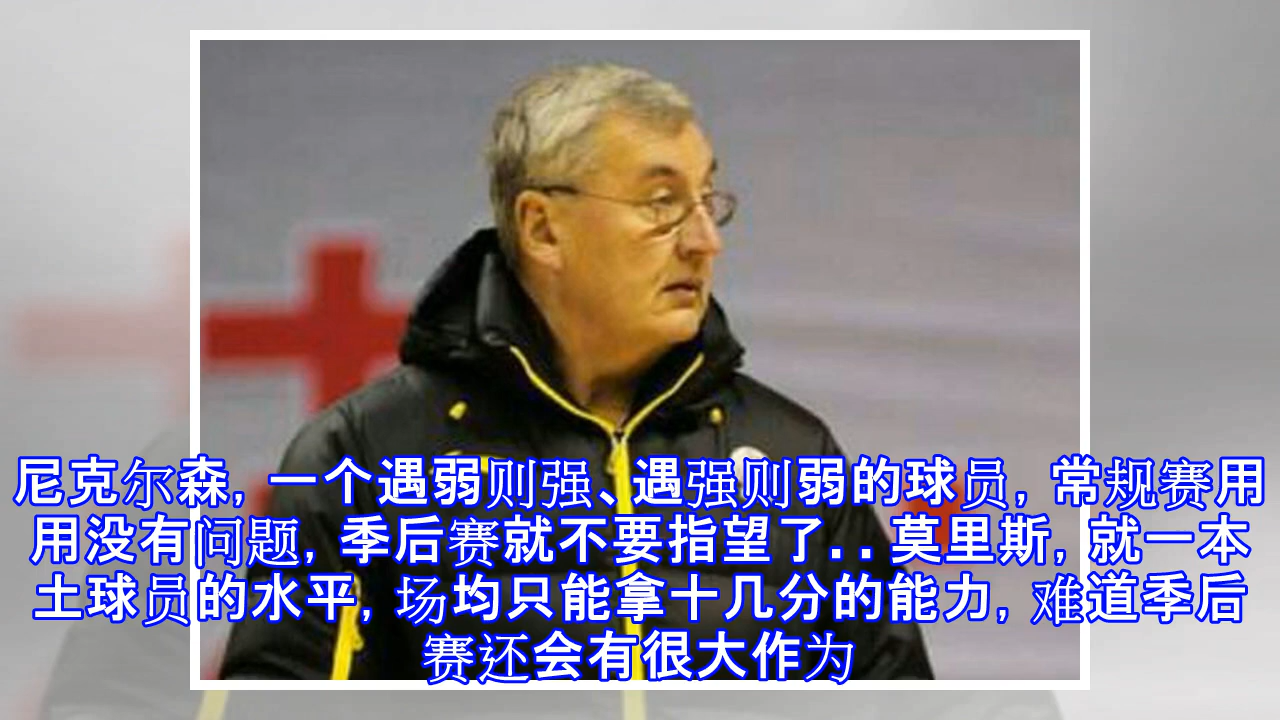 尼克尔森, 一个遇弱则强、遇强则弱的球员, 常规赛用
用没有问题, 季后赛就不要指望了..莫里斯, 就一本
土球员的水平, 场均只能拿十几分的能力, 难道季后
赛还会有很大作为